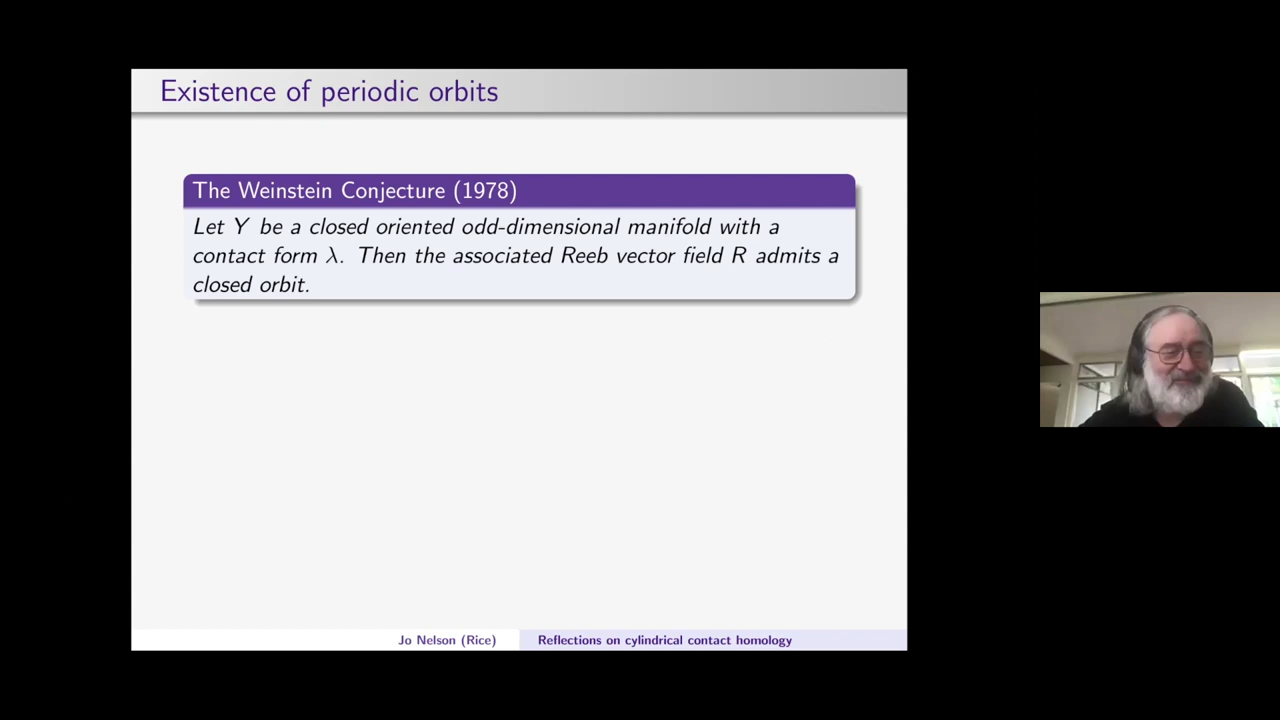 Existence of periodic orbits
The Weinstein Conjecture (1978)
Let Y be a closed oriented odd-dimensional manifold with a
contact form λ. Then the associated Reeb vector field R admits a
closed orbit.
Jo Nelson (Rice) Reflections on cylindrical contact homology